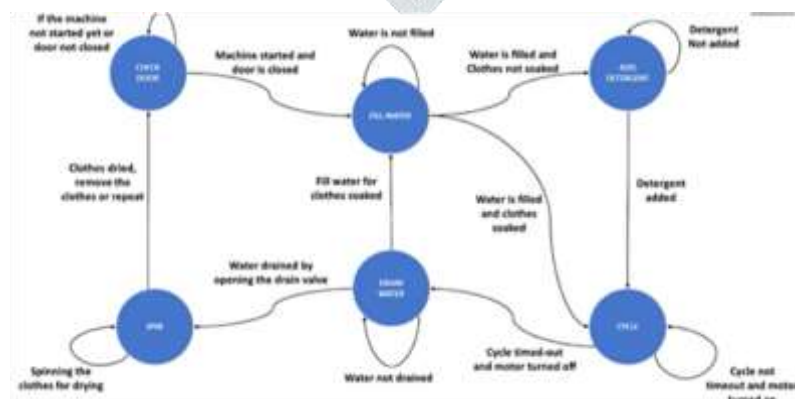 If the machine
not started yet or
door not closed
CHECK
DOOR
Machine started and
door is closed
Water is not filled
FILL WATER
Water is filled and
Clothes not soaked
ADD
DETERGENT
Detergent
Not added
Clothes dried,
remove the
clothes or repeat
Fill water for
clothes soaked
Water is filled
and clothes
soaked
Detergent
added
Water drained by
opening the drain valve
DRAIN
WATER
SPIN
CYCLE
Spinning the
clothes for drying
Water not drained
Cycle timed-out
and motor turned off
Cycle not
timeout and motor
turned on